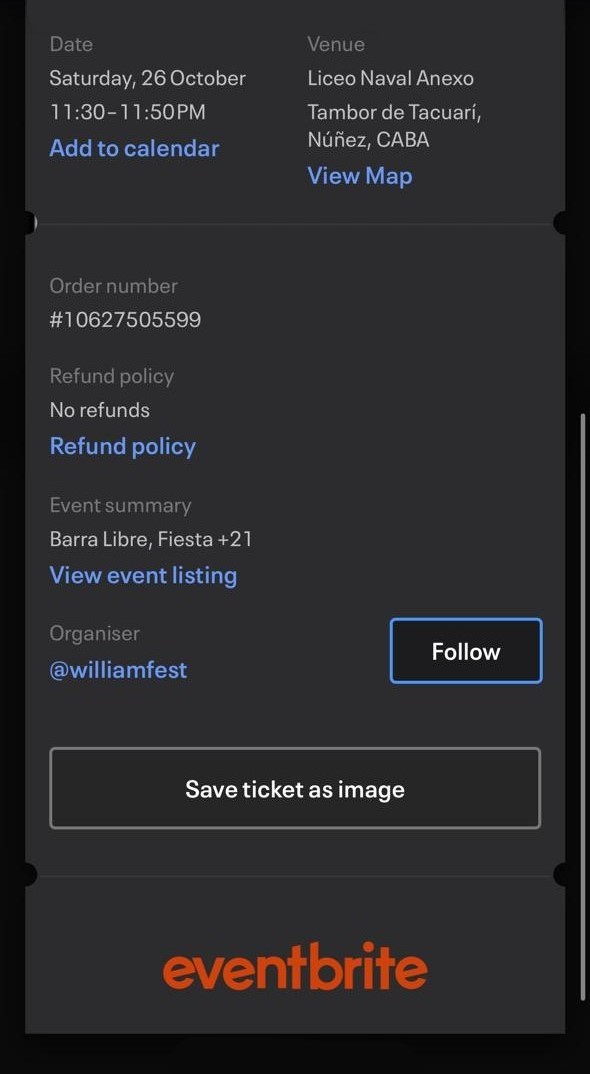 Date
Saturday, 26 October
11:30–11:50PM
Add to calendar
Venue
Liceo Naval Anexo
Tambor de Tacuarí,
Núñez, CABA
View Map
Order number
#10627505599
Refund policy
No refunds
Refund policy
Event summary
Barra Libre, Fiesta +21
View event listing
Organiser
@williamfest
Follow
Save ticket as image
eventbrite